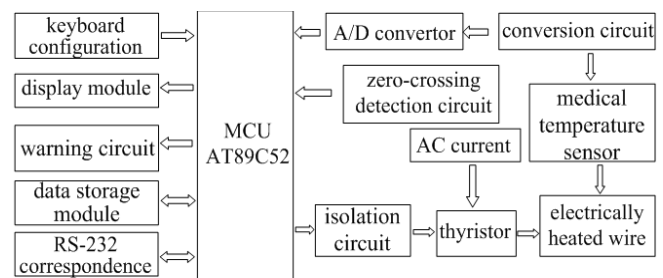 keyboard
configuration
display module
warning circuit
data storage
module
RS-232
correspondence
MCU
AT89C52
A/D convertor
conversion circuit
zero-crossing
detection circuit
medical
temperature
sensor
AC current
isolation
circuit
thyristor
electrically
heated wire